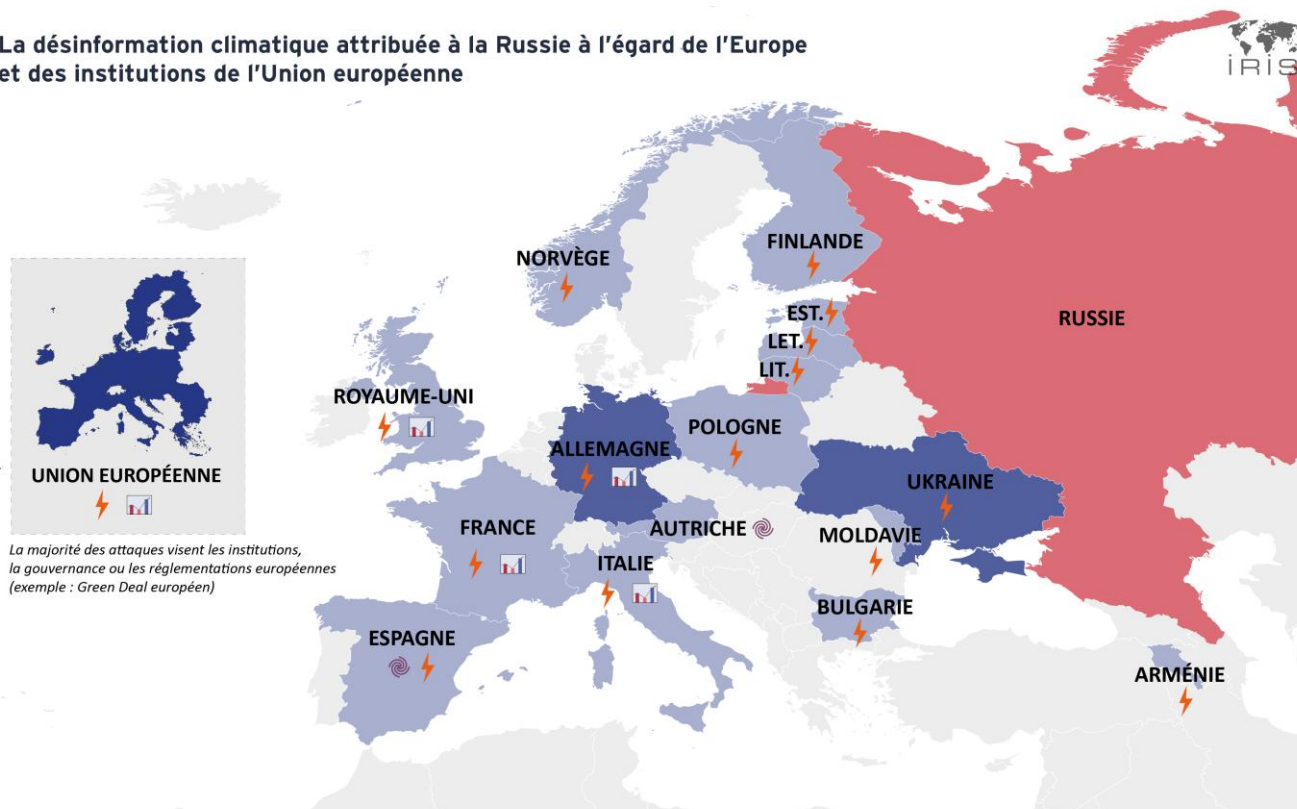 La désinformation climatique attribuée à la Russie à l'égard de l'Europe
et des institutions de l'Union européenne
iRiS
NORVÈGE
FINLANDE
EST.
LET.
LIT.
RUSSIE
ROYAUME-UNI
ALLEMAGNE
POLOGNE
UKRAINE
UNION EUROPÉENNE
FRANCE
AUTRICHE
MOLDAVIE
ITALIE
La majorité des attaques visent les institutions,
la gouvernance ou les réglementations européennes
(exemple : Green Deal européen)
BULGARIE
ESPAGNE
ARMÉNIE